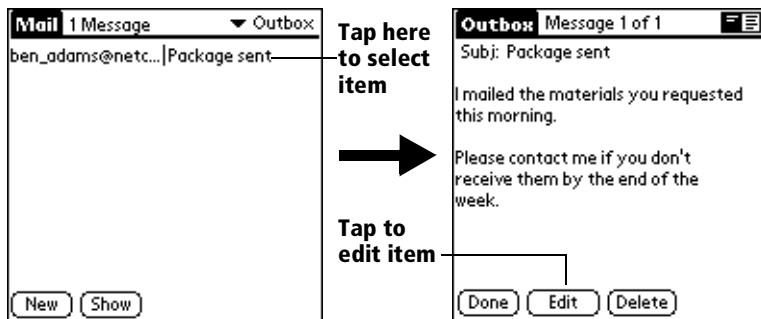 Mail 1 Message Outbox
ben_adams@netc...|Package sent
New Show
Tap here
to select
item
Tap to
edit item
Outbox Message 1 of 1
Subj: Package sent
I mailed the materials you requested
this morning.
Please contact me if you don't
receive them by the end of the
week.
Done Edit Delete